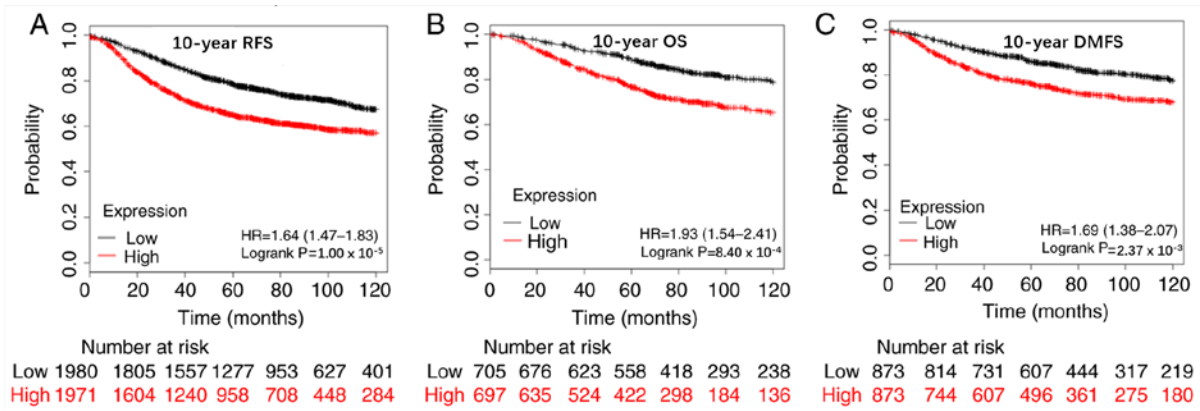 A
10-year RFS
Probability
1.0
0.8
0.6
0.4
0.2
0.0
Expression
Low
High
HR=1.64 (1.47–1.83)
Logrank P=1.00 x 10-5
0 20 40 60 80 100 120
Time (months)
Number at risk
Low 1980 1805 1557 1277 953 627 401
High 1971 1604 1240 958 708 448 284
B
10-year OS
Probability
1.0
0.8
0.6
0.4
0.2
0.0
Expression
Low
High
HR=1.93 (1.54–2.41)
Logrank P=8.40 x 10-4
0 20 40 60 80 100 120
Time (months)
Number at risk
Low 705 676 623 558 418 293 238
High 697 635 524 422 298 184 136
C
10-year DMFS
Probability
1.0
0.8
0.6
0.4
0.2
0.0
Expression
Low
High
HR=1.69 (1.38–2.07)
Logrank P=2.37 x 10-3
0 20 40 60 80 100 120
Time (months)
Number at risk
Low 873 814 731 607 444 317 219
High 873 744 607 496 361 275 180